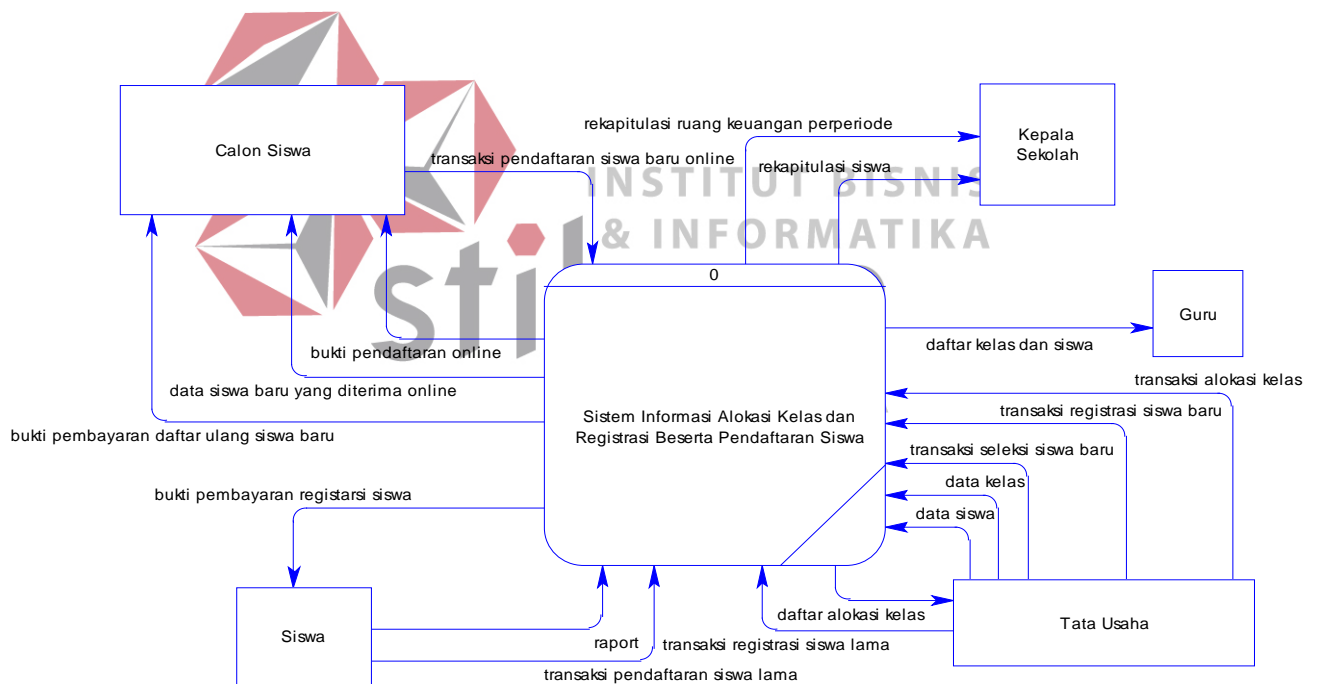 rekapitulasi ruang keuangan perperiode
Kepala
Sekolah
Calon Siswa
transaksi pendaftaran siswa baru online
rekapitulasi siswa
INSTITUT BISNIS
& INFORMATIKA
stik
0
Guru
daftar kelas dan siswa
bukti pendaftaran online
data siswa baru yang diterima online
bukti pembayaran daftar ulang siswa baru
transaksi alokasi kelas
transaksi registrasi siswa baru
Sistem Informasi Alokasi Kelas dan
Registrasi Beserta Pendaftaran Siswa
transaksi seleksi siswa baru
data kelas
data siswa
bukti pembayaran registarsi siswa
Siswa
raport
transaksi registrasi siswa lama
transaksi pendaftaran siswa lama
daftar alokasi kelas
Tata Usaha